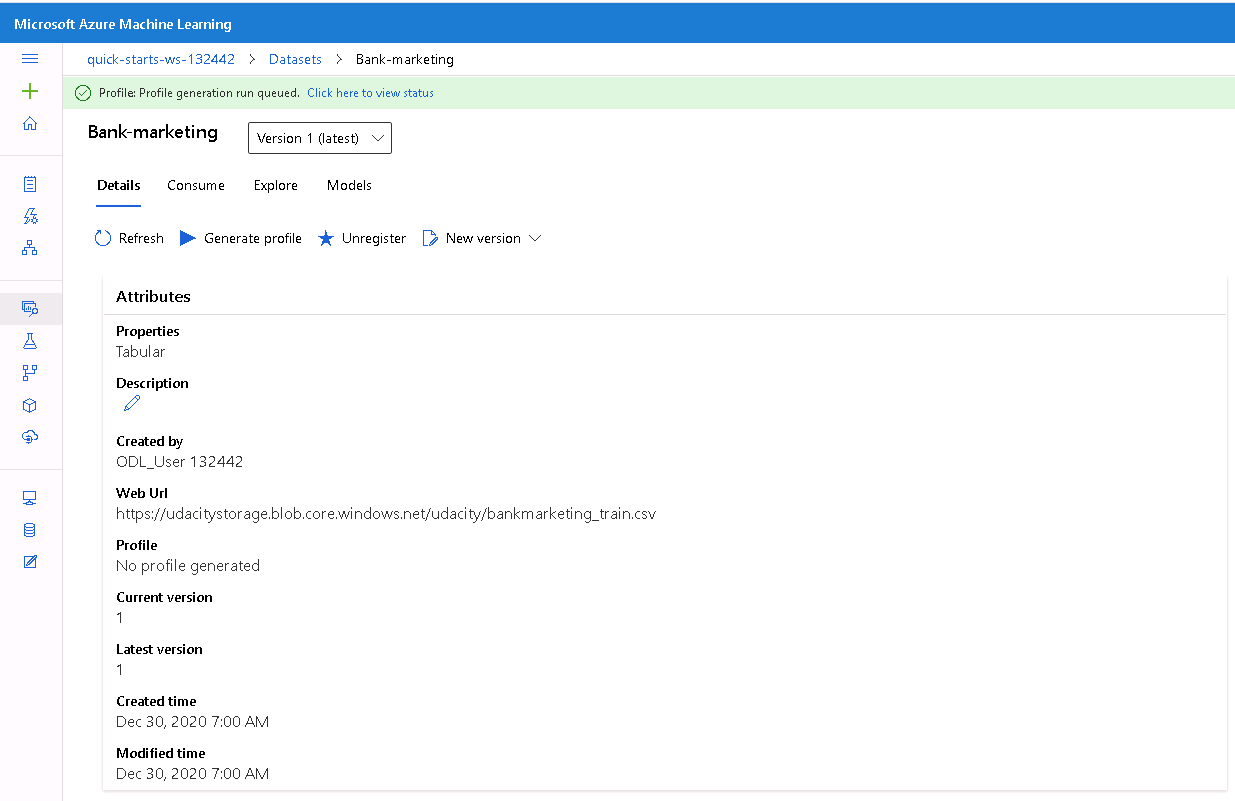 Microsoft Azure Machine Learning
quick-starts-ws-132442 > Datasets > Bank-marketing
Profile: Profile generation run queued. Click here to view status
Bank-marketing
Version 1 (latest)
Details Consume Explore Models
Refresh Generate profile Unregister New version
Attributes
Properties
Tabular
Description
Created by
ODL_User 132442
Web Url
https://udacitystorage.blob.core.windows.net/udacity/bankmarketing_train.csv
Profile
No profile generated
Current version
1
Latest version
1
Created time
Dec 30, 2020 7:00 AM
Modified time
Dec 30, 2020 7:00 AM